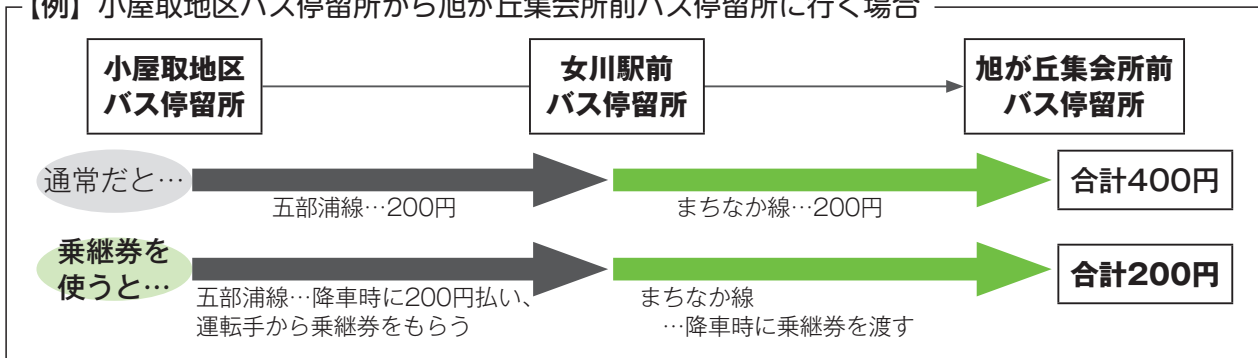 【例】小屋取地区バス停留所から旭が丘集会所前バス停留所に行く場合
小屋取地区
バス停留所
女川駅前
バス停留所
旭が丘集会所前
バス停留所
通常だと…
五部浦線…200円
まちなか線…200円
合計400円
乗継券を
使うと…
五部浦線…降車時に200円払い、
運転手から乗継券をもらう
まちなか線
…降車時に乗継券を渡す
合計200円